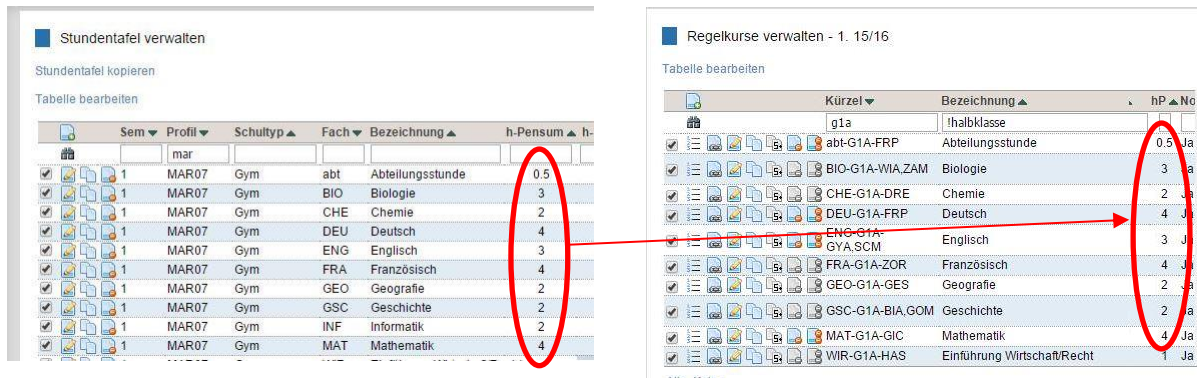 Stundentafel verwalten
Stundentafel kopieren
Tabelle bearbeiten
Sem Profil Schultyp Fach Bezeichnung h-Pensum h-
mar
1 MAR07 Gym abt Abteilungsstunde 0.5
1 MAR07 Gym BIO Biologie 3
1 MAR07 Gym CHE Chemie 2
1 MAR07 Gym DEU Deutsch 4
1 MAR07 Gym ENG Englisch 3
1 MAR07 Gym FRA Französisch 4
1 MAR07 Gym GEO Geografie 2
1 MAR07 Gym GSC Geschichte 2
1 MAR07 Gym INF Informatik 2
1 MAR07 Gym MAT Mathematik 4
Regelkurse verwalten - 1. 15/16
Tabelle bearbeiten
Kürzel Bezeichnung hP No
g1a !halbklasse
abt-G1A-FRP Abteilungsstunde 0.5 Ja
BIO-G1A-WIA,ZAM Biologie 3 Ja
CHE-G1A-DRE Chemie 2 Ja
DEU-G1A-FRP Deutsch 4 Ja
ENG-G1A-
GYA,SCM Englisch 3 Ja
FRA-G1A-ZOR Französisch 4 Ja
GEO-G1A-GES Geografie 2 Ja
GSC-G1A-BIA,GOM Geschichte 2 Ja
MAT-G1A-GIC Mathematik 4 Ja
WIR-G1A-HAS Einführung Wirtschaft/Recht 1 Ja